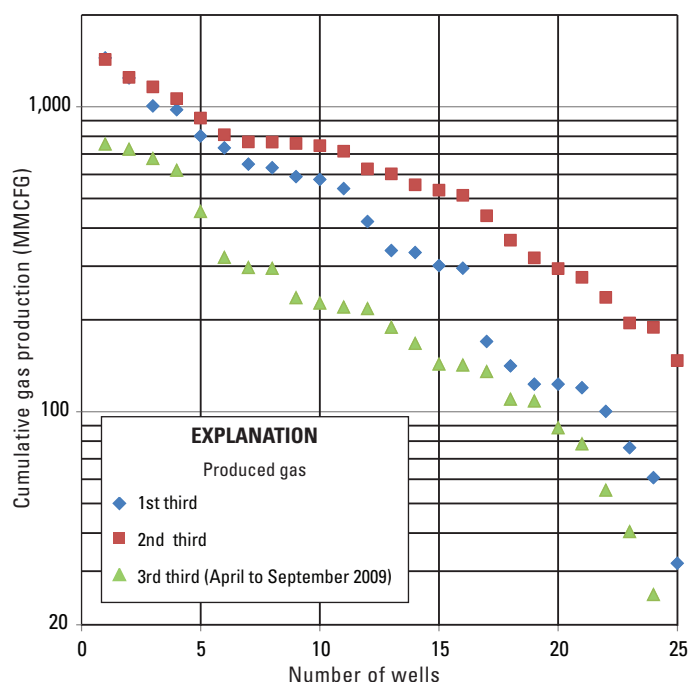 Cumulative gas production (MMCFG)
1,000
100
20
EXPLANATION
Produced gas
1st third
2nd third
3rd third (April to September 2009)
0 5 10 15 20 25
Number of wells